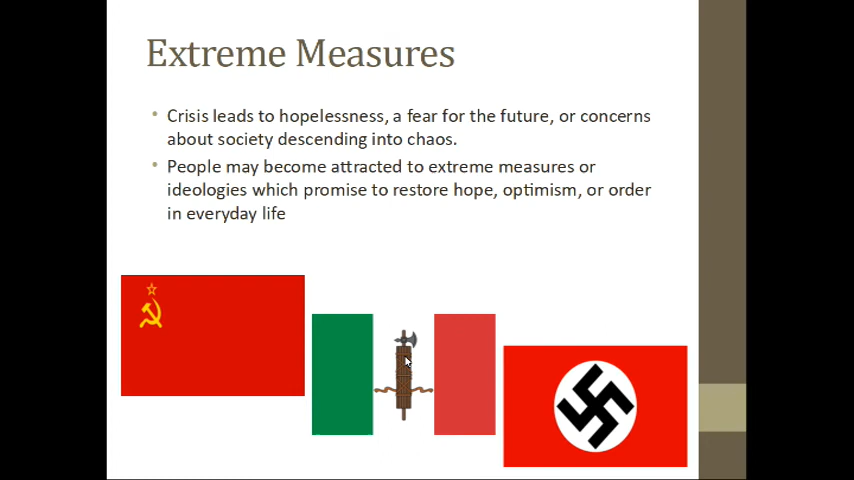 Extreme Measures
• Crisis leads to hopelessness, a fear for the future, or concerns
about society descending into chaos.
• People may become attracted to extreme measures or
ideologies which promise to restore hope, optimism, or order
in everyday life